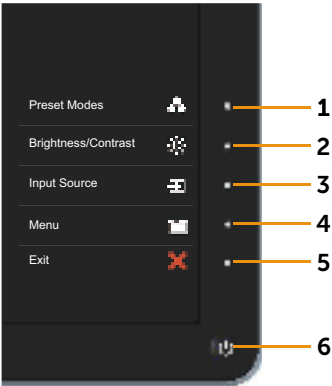 Preset Modes 1
Brightness/Contrast 2
Input Source 3
Menu 4
Exit 5
6